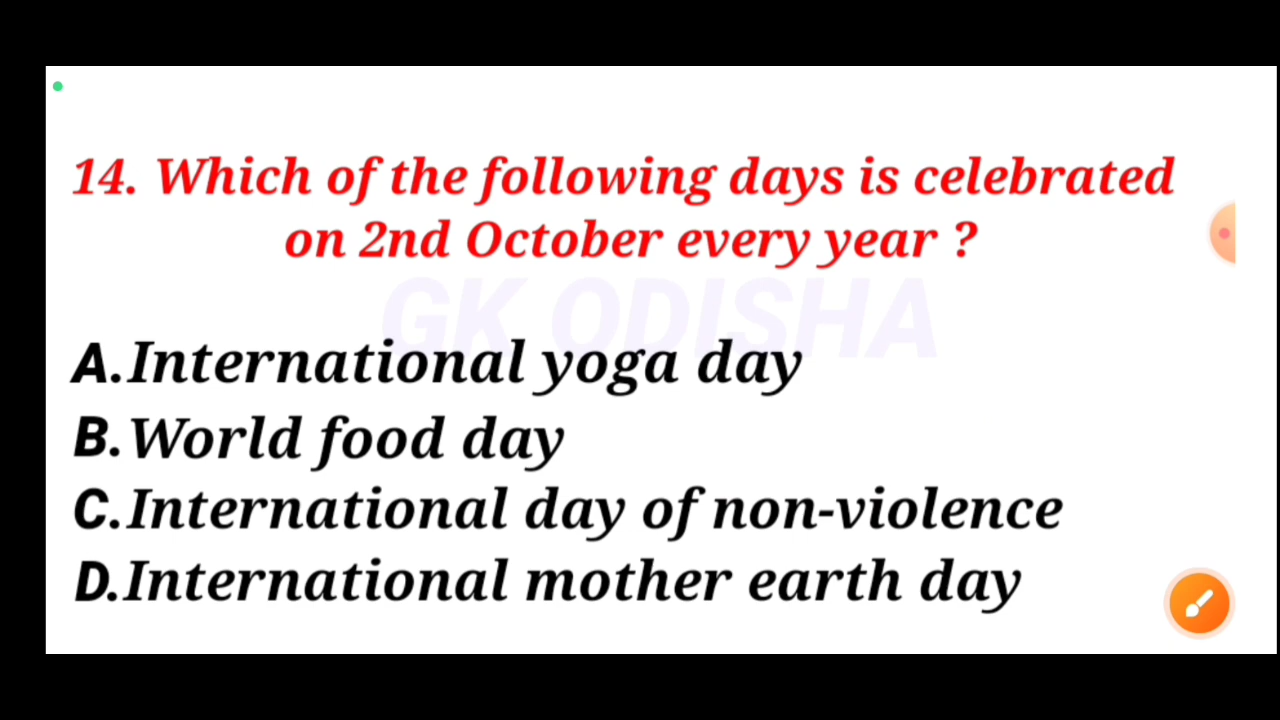 14. Which of the following days is celebrated
on 2nd October every year ?
GK ODISHA
A.International yoga day
B.World food day
C.International day of non-violence
D.International mother earth day